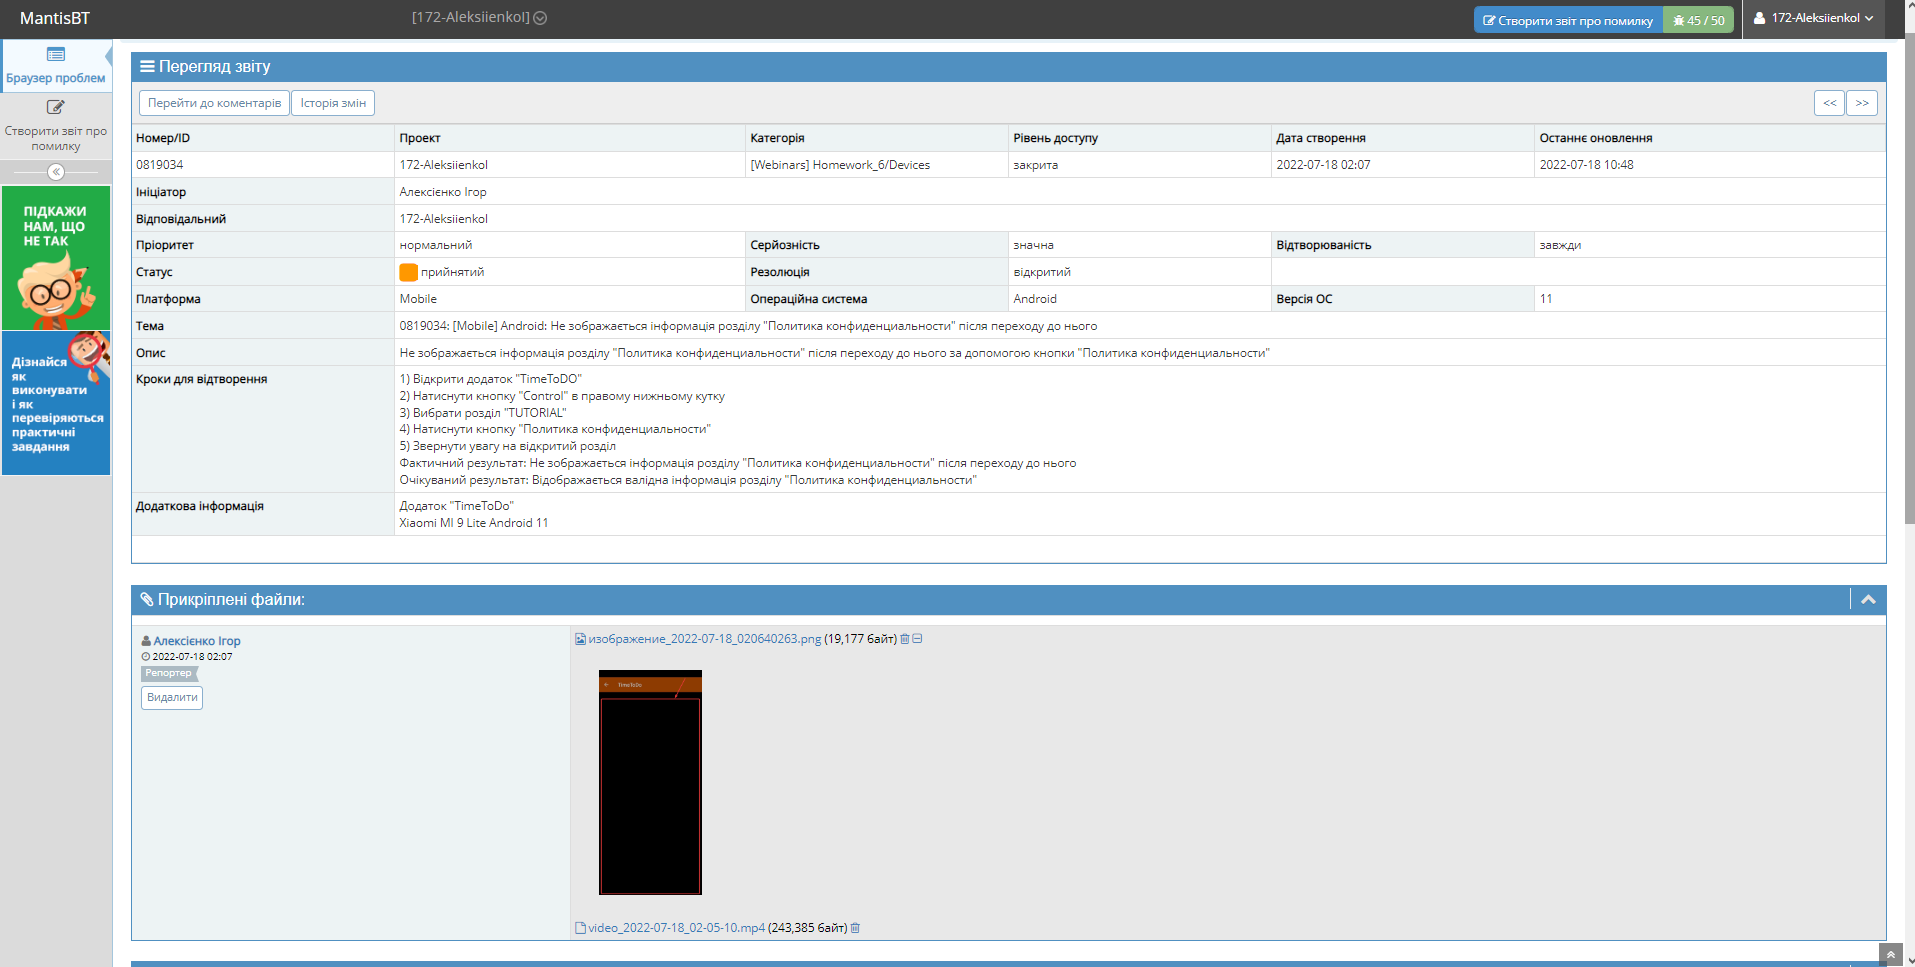 MantisBT
[172-Aleksiienkol]
Створити звіт про помилку
45 / 50
172-Aleksiienkol
Браузер проблем
Створити звіт про
помилку
ПІДКАЖИ
НАМ, ЩО
НЕ ТАК
Дізнайся
як
виконувати
і як
перевіряються
практичні
завдання
Перегляд звіту
Перейти до коментарів
Історія змін
<< >>
Номер/ID Проект Категорія Рівень доступу Дата створення Останнє оновлення
0819034 172-Aleksiienkol [Webinars] Homework_6/Devices закрита 2022-07-18 02:07 2022-07-18 10:48
Ініціатор Алексієнко Ігор
Відповідальний 172-Aleksiienkol
Пріоритет нормальний Серйозність значна Відтворюваність завжди
Статус прийнятий Резолюція відкритий
Платформа Mobile Операційна система Android Версія ОС 11
Тема 0819034: [Mobile] Android: Не зображається інформація розділу "Политика конфиденциальности" після переходу до нього
Опис Не зображається інформація розділу "Политика конфиденциальности" після переходу до нього за допомогою кнопки "Политика конфиденциальности"
Кроки для відтворення 1) Відкрити додаток "TimeToDO"
2) Натиснути кнопку "Control" в правому нижньому кутку
3) Вибрати розділ "TUTORIAL"
4) Натиснути кнопку "Политика конфиденциальности"
5) Звернути увагу на відкритий розділ
Фактичний результат: Не зображається інформація розділу "Политика конфиденциальности" після переходу до нього
Очікуваний результат: Відображається валідна інформація розділу "Политика конфиденциальности"
Додаткова інформація Додаток "TimeToDo"
Xiaomi MI 9 Lite Android 11
Прикріплені файли:
Алексієнко Ігор
2022-07-18 02:07
Репортер
Видалити
изображение_2022-07-18_020640263.png (19,177 байт)
TimeToDo
video_2022-07-18_02-05-10.mp4 (243,385 байт)